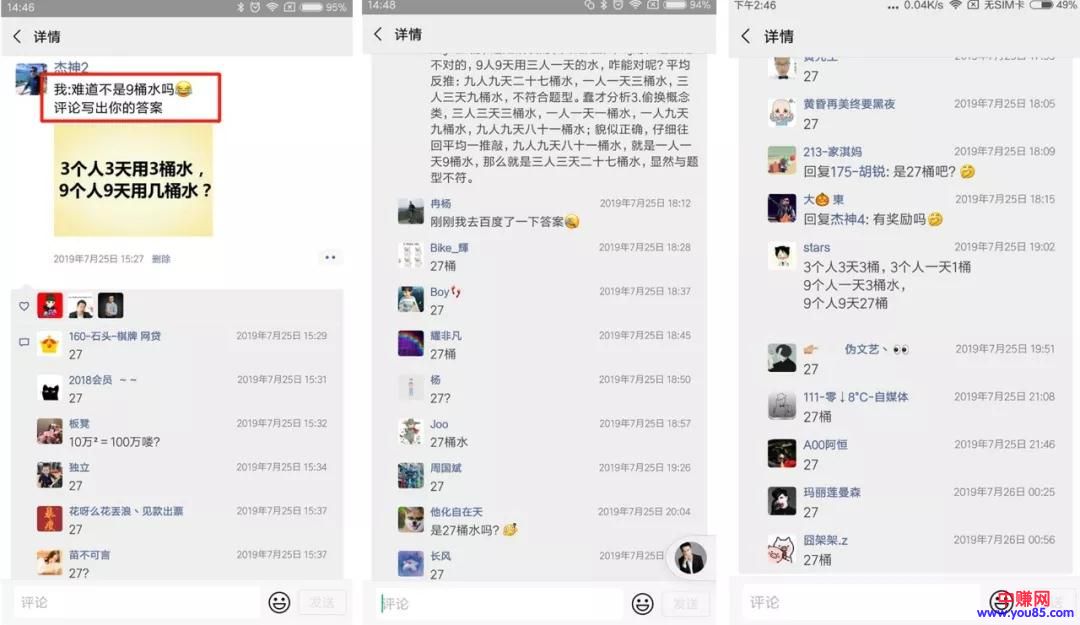 14:46
95%
详情
杰神2
我:难道不是9桶水吗😂
评论写出你的答案
3个人3天用3桶水，
9个人9天用几桶水？
2019年7月25日 15:27 删除
160-石头-棋牌 网贷
2019年7月25日 15:29
27
2018会员 ～～
2019年7月25日 15:31
27
板凳
2019年7月25日 15:32
10万²＝100万喽?
独立
2019年7月25日 15:34
27
花呀么花丢浪丶见款出票
2019年7月25日 15:37
27
苗不可言
2019年7月25日 15:37
27?
评论
发送
14:48
94%
详情
不对的，9人9天用三人一天的水，咋能对呢？平均
反推：九人九天二十七桶水，一人一天三桶水，三
人三天九桶水，不符合题型。蠢才分析3.偷换概念
类，三人三天三桶水，一人一天一桶水，一人九天
九桶水，九人九天八十一桶水；貌似正确，仔细往
回平均一推敲，九人九天八十一桶水，就是一人一
天9桶水，那么就是三人三天二十七桶水，显然与题
型不符。
冉杨
2019年7月25日 18:12
刚刚我去百度了一下答案
Bike_輝
2019年7月25日 18:28
27桶
Boy
2019年7月25日 18:37
27
耀非凡
2019年7月25日 18:45
27桶
杨
2019年7月25日 18:50
27?
Joo
2019年7月25日 18:57
27桶水
周国斌
2019年7月25日 19:26
27
他化自在天
2019年7月25日 20:04
是27桶水吗?
长风
2019年7月25日
27
评论
发送
下午2:46
0.04K/s
无SIM卡
49%
详情
27
黄昏再美终要黑夜
2019年7月25日 18:05
27
213-家淇妈
2019年7月25日 18:09
回复175-胡锐: 是27桶吧?
大🎃東
2019年7月25日 18:15
回复杰神4: 有奖励吗
stars
2019年7月25日 19:02
3个人3天3桶，3个人一天1桶
9个人一天3桶水，
9个人9天27桶
伪文艺丶
2019年7月25日 19:51
27
111-零↓8°C-自媒体
2019年7月25日 21:08
27桶
A00阿恒
2019年7月25日 21:46
27
玛丽莲曼森
2019年7月26日 00:25
27
囧架架.z
2019年7月26日 00:56
27桶
评论
中赚网
www.you85.com